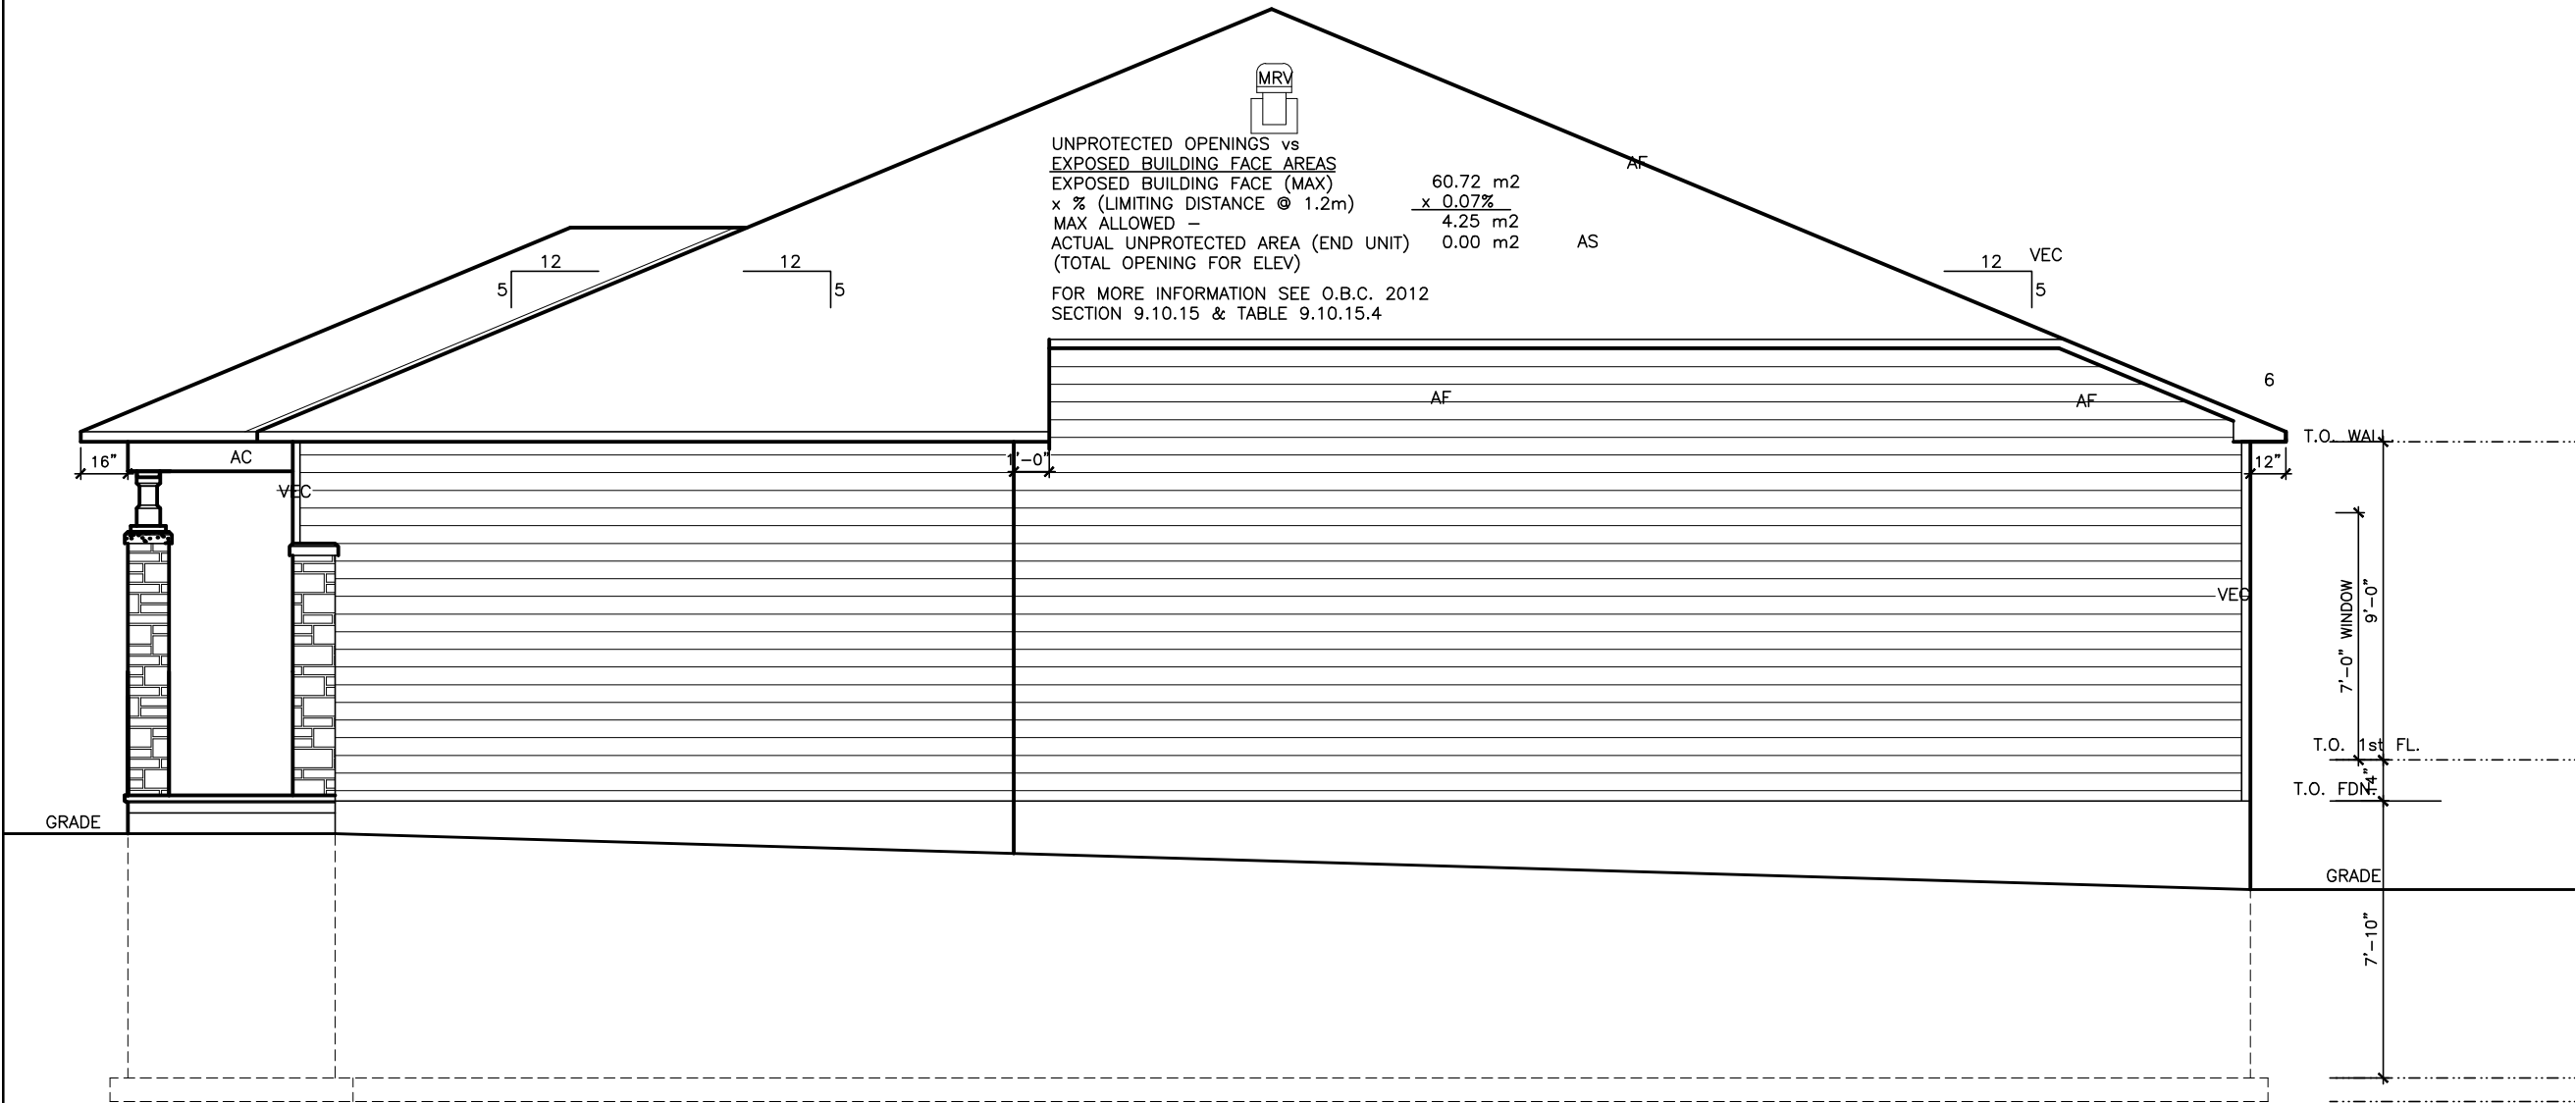 MRV
UNPROTECTED OPENINGS vs
EXPOSED BUILDING FACE AREAS
EXPOSED BUILDING FACE (MAX) 60.72 m2
x % (LIMITING DISTANCE @ 1.2m) x 0.07%
MAX ALLOWED – 4.25 m2
ACTUAL UNPROTECTED AREA (END UNIT) 0.00 m2
(TOTAL OPENING FOR ELEV)
FOR MORE INFORMATION SEE O.B.C. 2012
SECTION 9.10.15 & TABLE 9.10.15.4
AF
AS
12
5
12
5
12
5
VEC
6
AF
AF
T.O. WALL
16"
AC
1'-0"
12"
VEC
VEC
7'-0" WINDOW
9'-0"
T.O. 1st FL.
T.O. FDN.
GRADE
GRADE
7'-10"